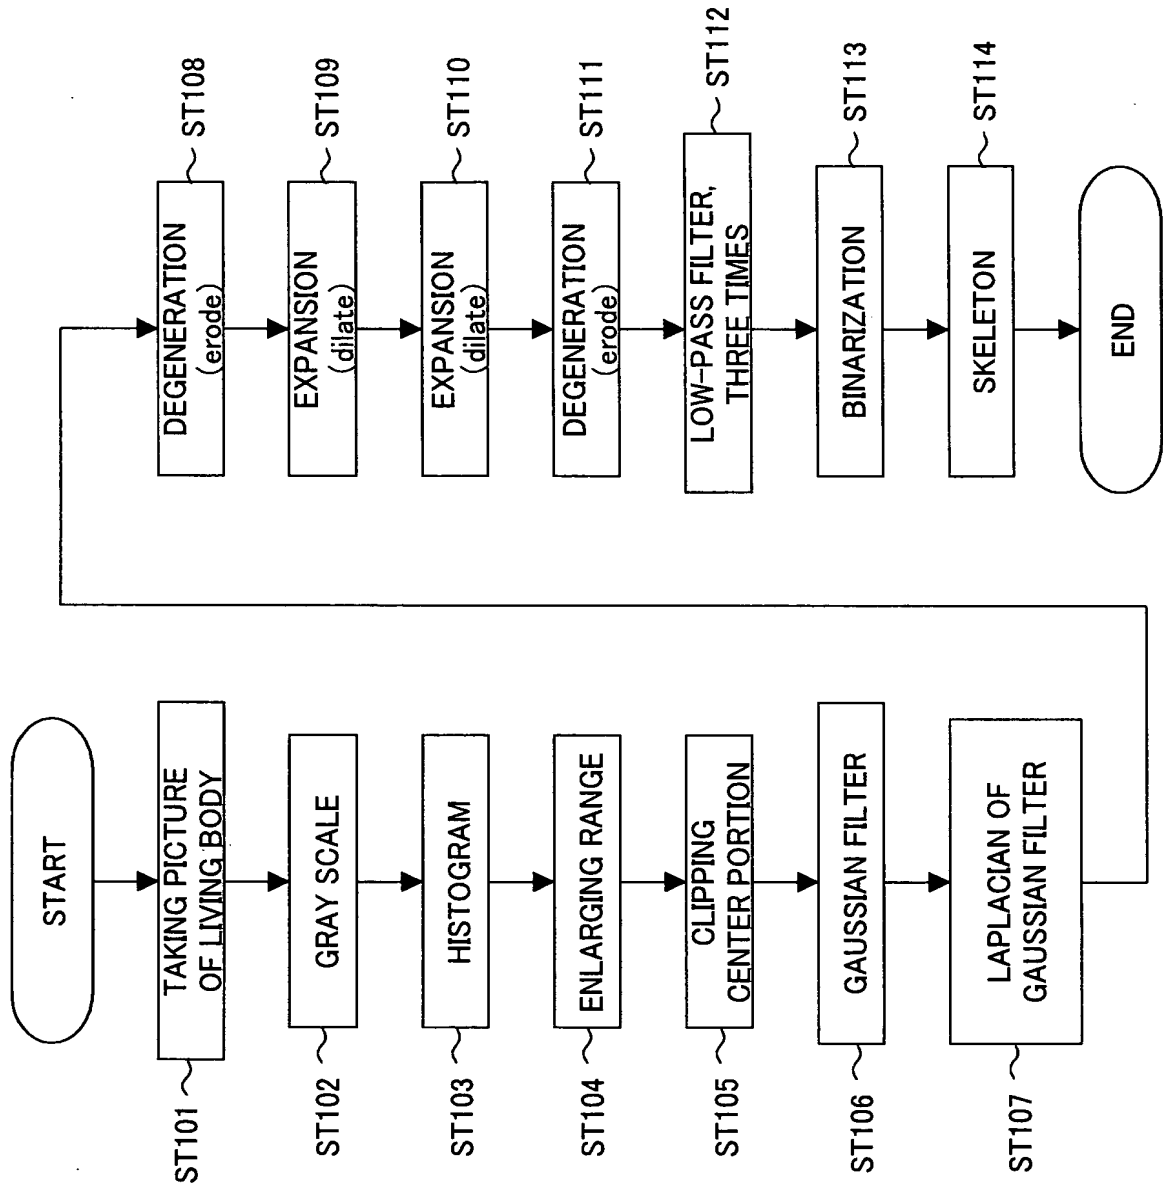 START
ST101
TAKING PICTURE
OF LIVING BODY
ST102
GRAY SCALE
ST103
HISTOGRAM
ST104
ENLARGING RANGE
ST105
CLIPPING
CENTER PORTION
ST106
GAUSSIAN FILTER
ST107
LAPLACIAN OF
GAUSSIAN FILTER
DEGENERATION
(erode)
ST108
EXPANSION
(dilate)
ST109
EXPANSION
(dilate)
ST110
DEGENERATION
(erode)
ST111
LOW-PASS FILTER,
THREE TIMES
ST112
BINARIZATION
ST113
SKELETON
ST114
END